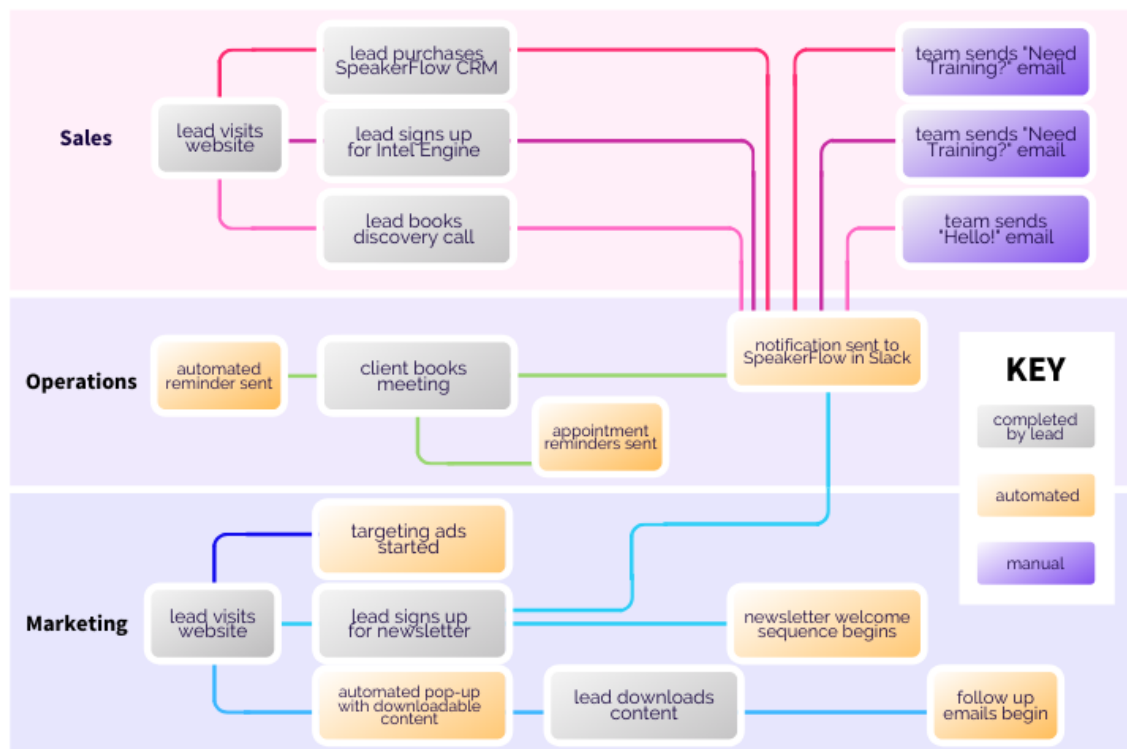 Sales
lead visits
website
lead purchases
SpeakerFlow CRM
lead signs up
for Intel Engine
lead books
discovery call
team sends "Need
Training?" email
team sends "Need
Training?" email
team sends
"Hello!" email
Operations
automated
reminder sent
client books
meeting
appointment
reminders sent
notification sent to
SpeakerFlow in Slack
KEY
completed
by lead
automated
manual
Marketing
lead visits
website
targeting ads
started
lead signs up
for newsletter
newsletter welcome
sequence begins
automated pop-up
with downloadable
content
lead downloads
content
follow up
emails begin